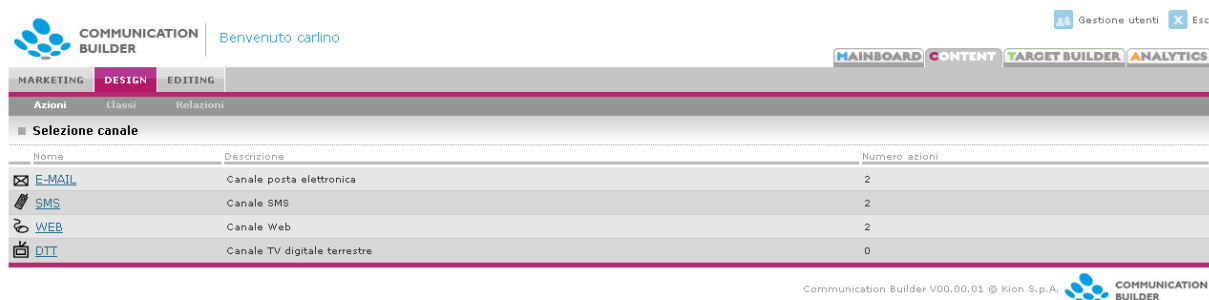 Gestione utenti X Esc
COMMUNICATION
BUILDER
Benvenuto carlino
MAINBOARD CONTENT TARGET BUILDER ANALYTICS
MARKETING DESIGN EDITING
Azioni Classi Relazioni
Selezione canale
Nome Descrizione Numero azioni
E-MAIL Canale posta elettronica 2
SMS Canale SMS 2
WEB Canale Web 2
DTT Canale TV digitale terrestre 0
Communication Builder V00.00.01 @ Kion S.p.A.
COMMUNICATION
BUILDER